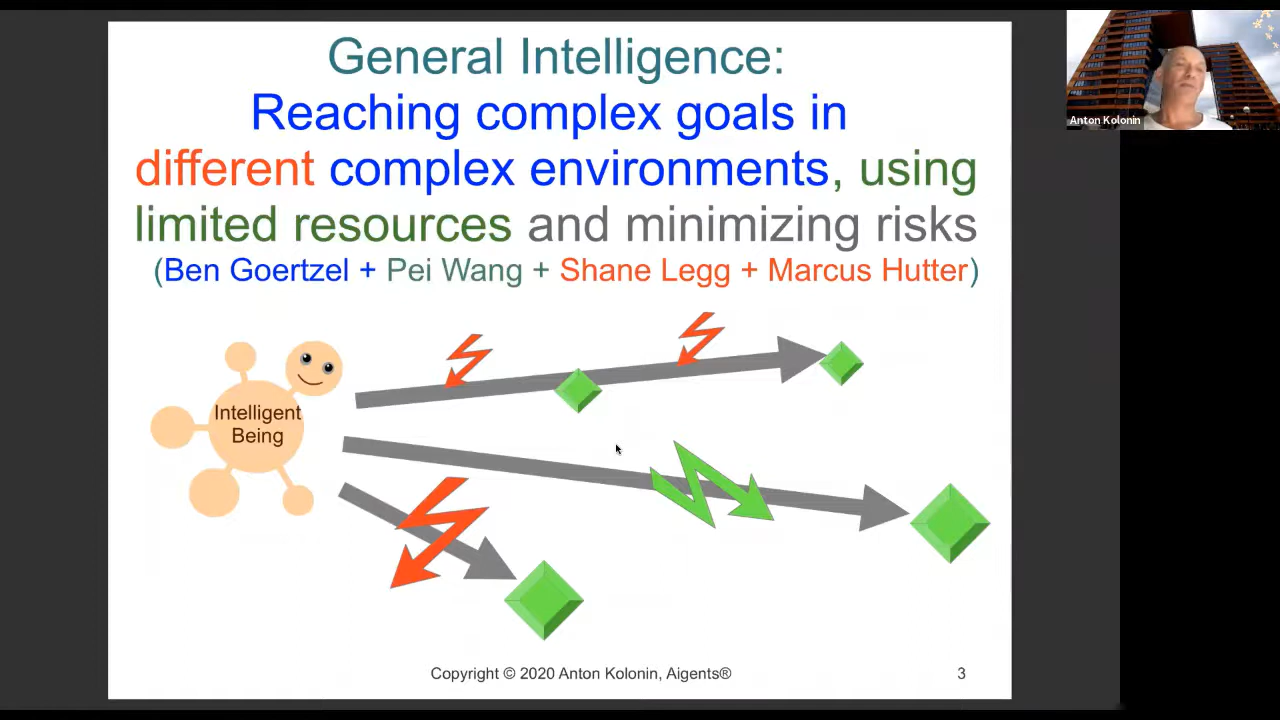 General Intelligence:
Reaching complex goals in
different complex environments, using
limited resources and minimizing risks
(Ben Goertzel + Pei Wang + Shane Legg + Marcus Hutter)
Intelligent
Being
Copyright © 2020 Anton Kolonin, Aigents®
3
Anton Kolonin